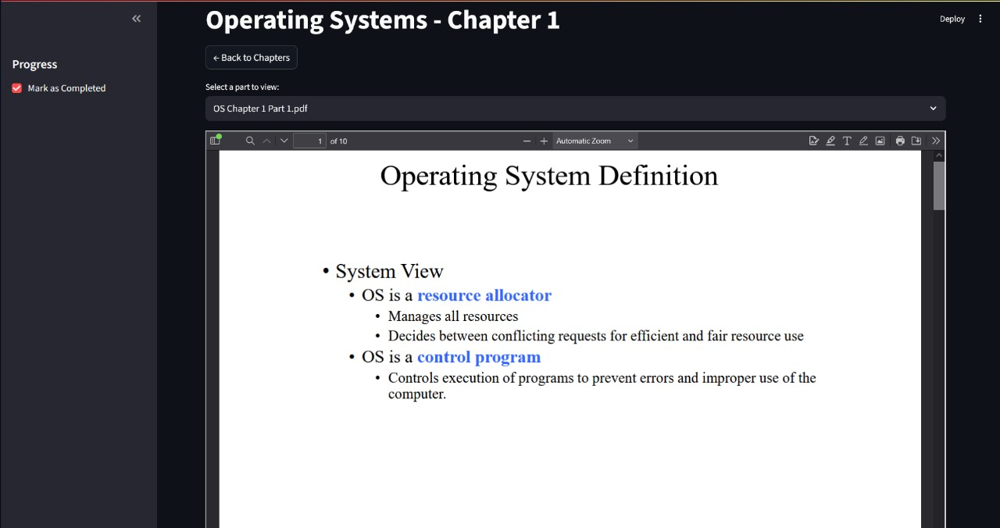 Operating Systems - Chapter 1
Deploy
← Back to Chapters
Progress
Mark as Completed
Select a part to view:
OS Chapter 1 Part 1.pdf
1 of 10
Automatic Zoom
Operating System Definition
• System View
• OS is a resource allocator
• Manages all resources
• Decides between conflicting requests for efficient and fair resource use
• OS is a control program
• Controls execution of programs to prevent errors and improper use of the
computer.